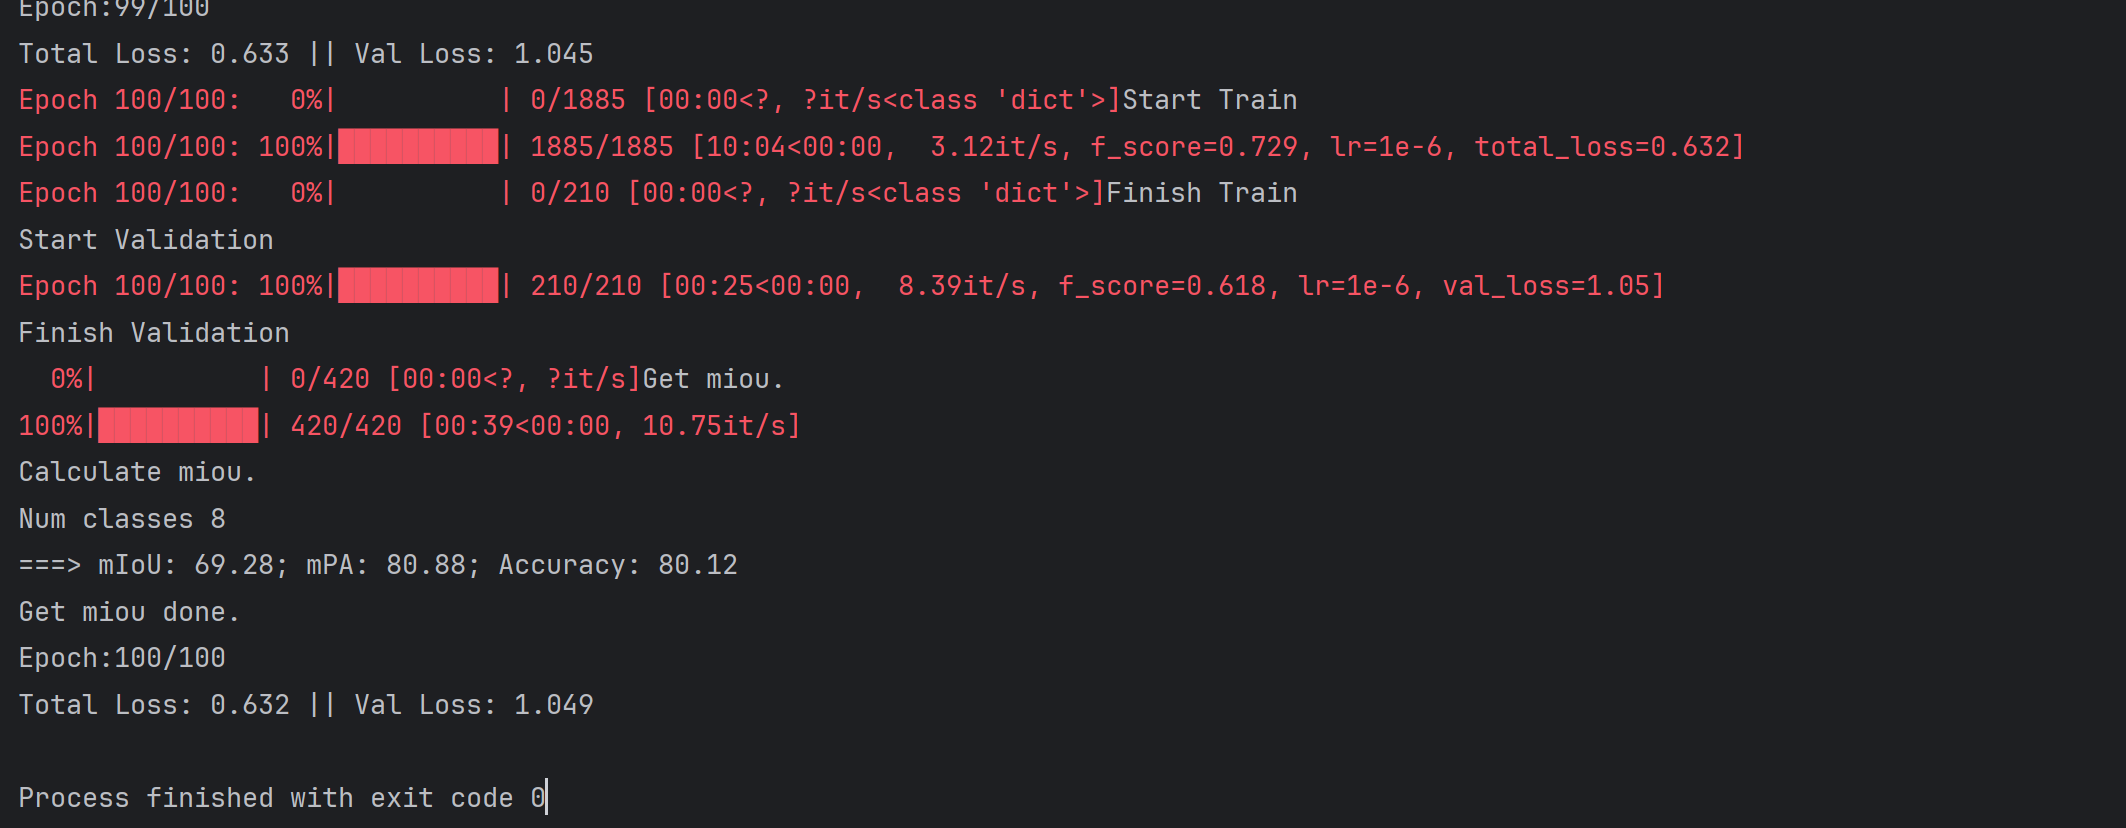 Epoch:99/100
Total Loss: 0.633 || Val Loss: 1.045
Epoch 100/100:   0%|          | 0/1885 [00:00<?, ?it/s<class 'dict'>]Start Train
Epoch 100/100: 100%|██████████| 1885/1885 [10:04<00:00,  3.12it/s, f_score=0.729, lr=1e-6, total_loss=0.632]
Epoch 100/100:   0%|          | 0/210 [00:00<?, ?it/s<class 'dict'>]Finish Train
Start Validation
Epoch 100/100: 100%|██████████| 210/210 [00:25<00:00,  8.39it/s, f_score=0.618, lr=1e-6, val_loss=1.05]
Finish Validation
  0%|          | 0/420 [00:00<?, ?it/s]Get miou.
100%|██████████| 420/420 [00:39<00:00, 10.75it/s]
Calculate miou.
Num classes 8
===> mIoU: 69.28; mPA: 80.88; Accuracy: 80.12
Get miou done.
Epoch:100/100
Total Loss: 0.632 || Val Loss: 1.049
Process finished with exit code 0